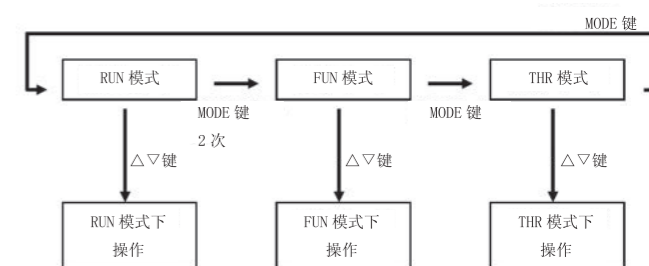 MODE 键
RUN 模式
FUN 模式
THR 模式
MODE 键
2 次
MODE 键
△▽键
△▽键
△▽键
RUN 模式下
操作
FUN 模式下
操作
THR 模式下
操作